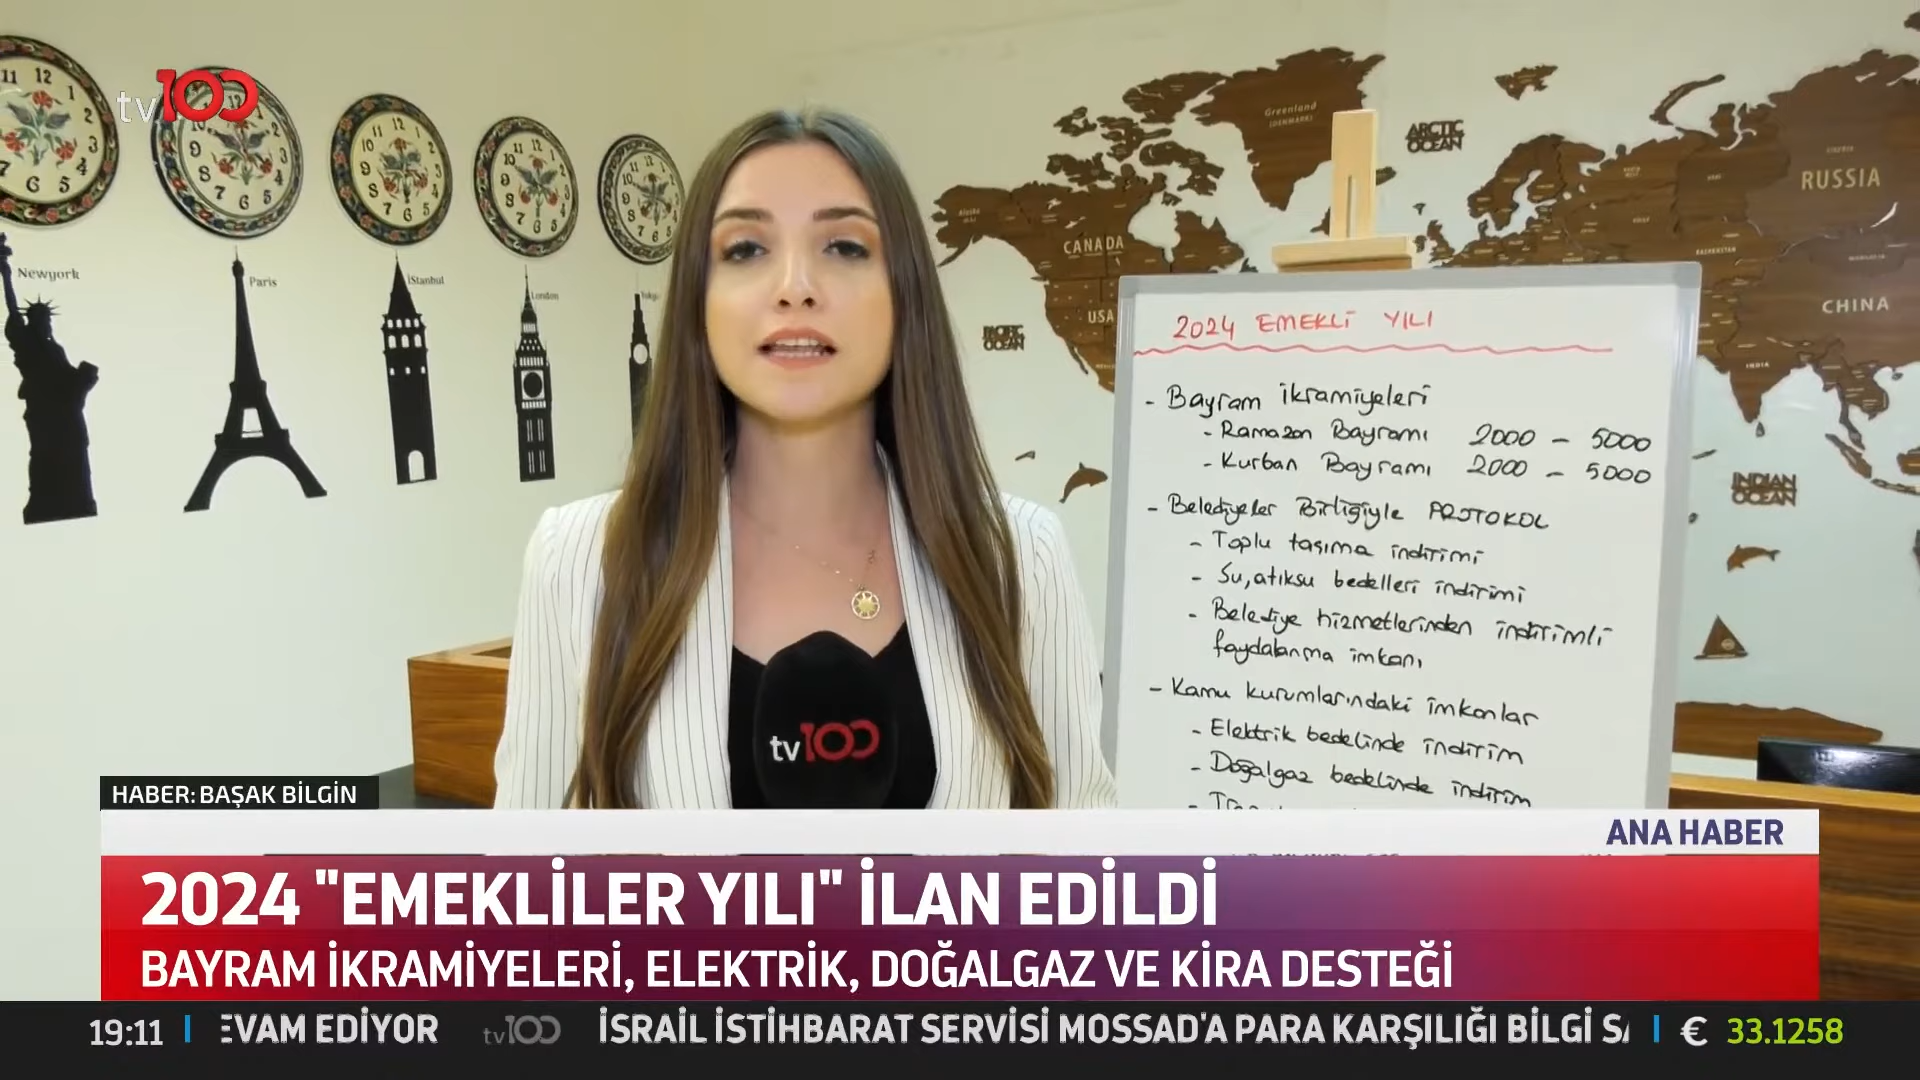 tv100
Newyork
Paris
İstanbul
London
Greenland
(DENMARK)
ARCTIC
OCEAN
RUSSIA
CANADA
USA
CHINA
INDIA
PACIFIC
OCEAN
INDIAN
OCEAN
2024 EMEKLİ YILI
- Bayram ikramiyeleri
- Ramazan Bayramı 2000 - 5000
- Kurban Bayramı 2000 - 5000
- Belediyeler Birliğiyle PROTOKOL
- Toplu taşıma indirimi
- Su, atıksu bedelleri indirimi
- Belediye hizmetlerinden indirimli
faydalanma imkanı
- Kamu kurumlarındaki imkanlar
- Elektrik bedelinde indirim
- Doğalgaz bedelinde indirim
tv100
HABER: BAŞAK BİLGİN
ANA HABER
2024 "EMEKLİLER YILI" İLAN EDİLDİ
BAYRAM İKRAMİYELERİ, ELEKTRİK, DOĞALGAZ VE KİRA DESTEĞİ
19:11 EVAM EDİYOR tv100 İSRAİL İSTİHBARAT SERVİSİ MOSSAD'A PARA KARŞILIĞI BİLGİ € 33.1258